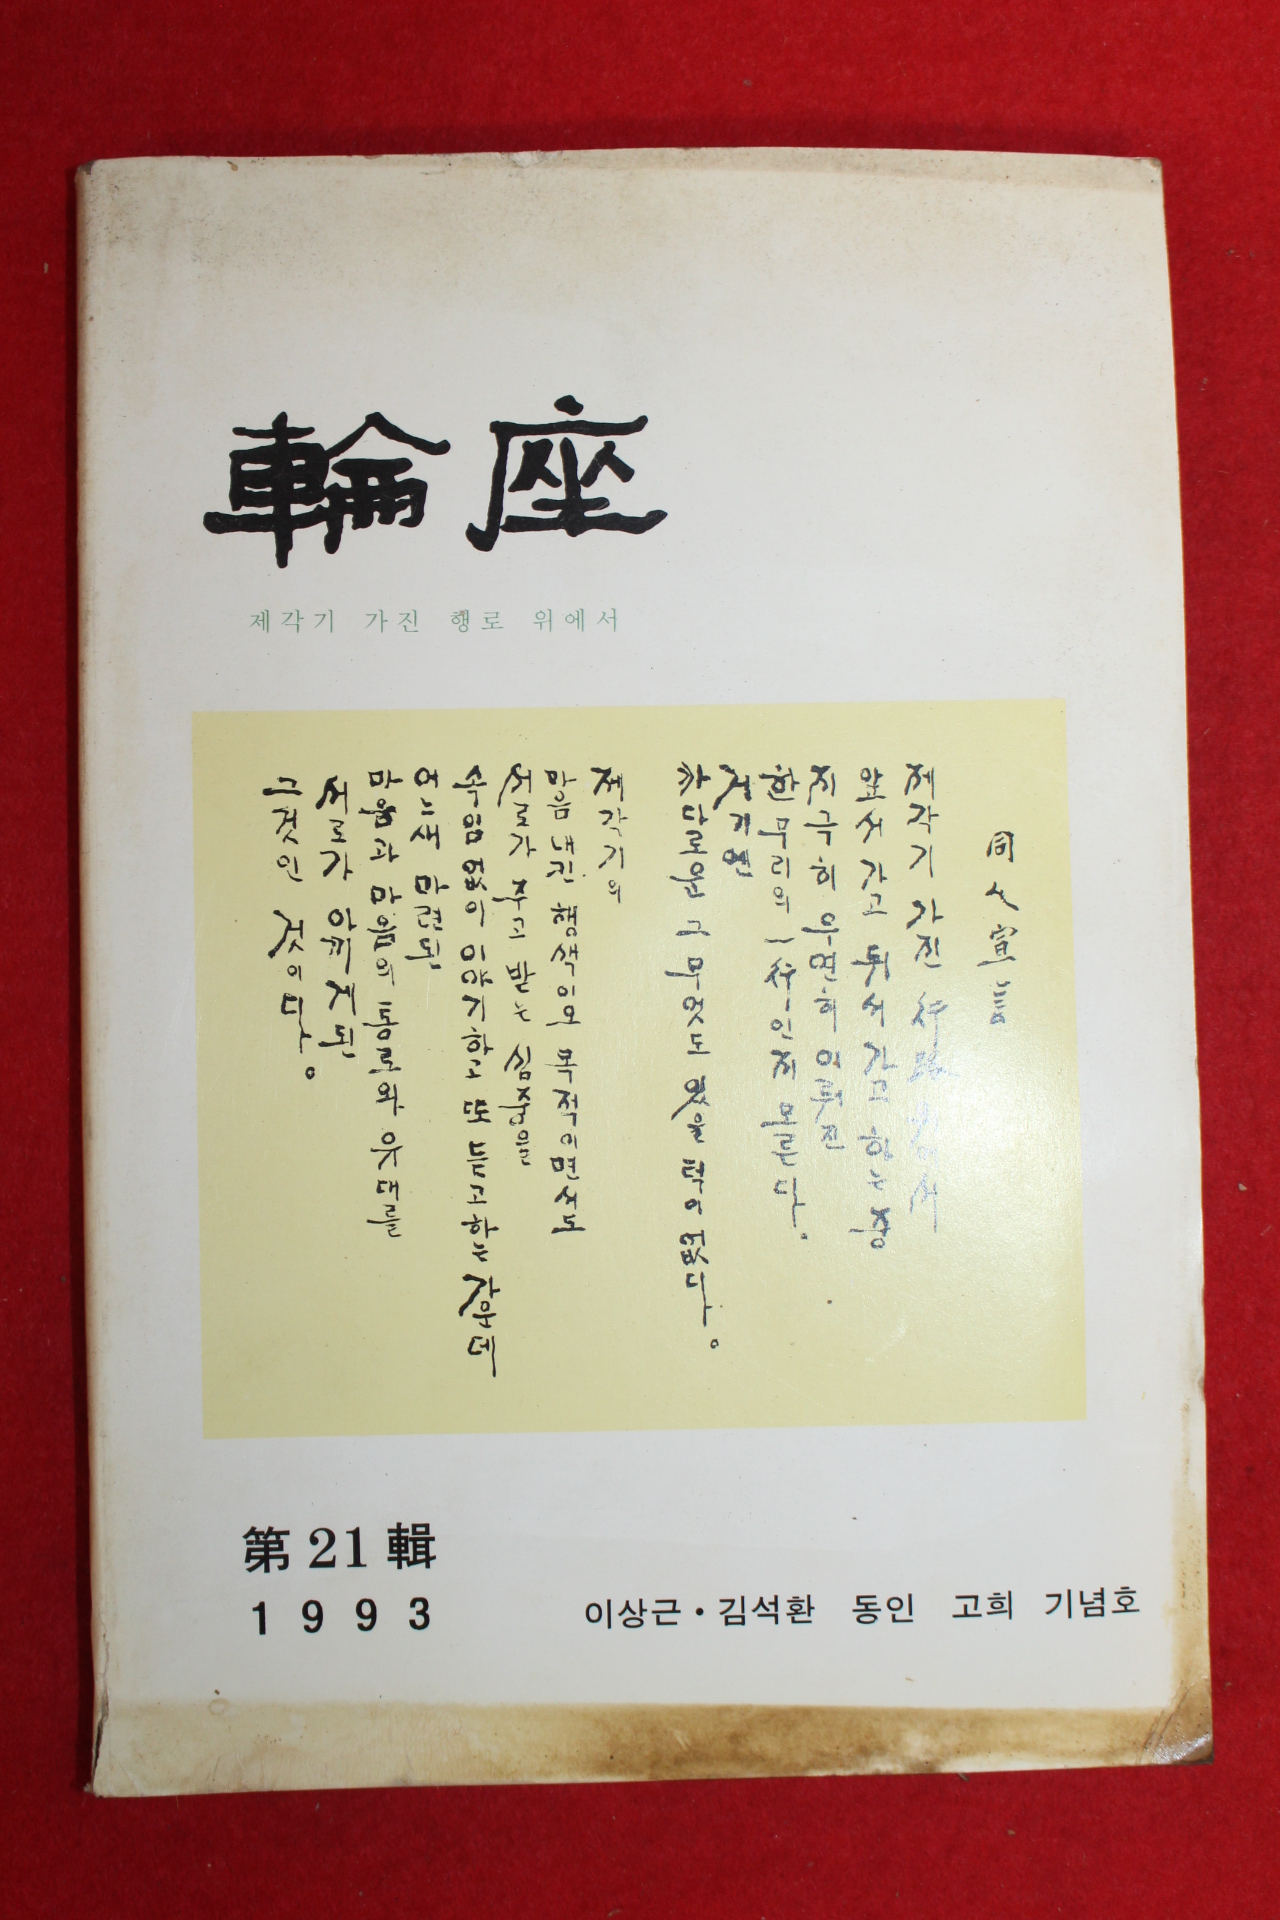 輪座
제각기 가진 행로 위에서
同人宣言
제각기 가진 行路 위에서
앞서 가고 뒤서 가고 하는 중
지극히 우연히 이뤄진
한 무리의 一行인지 모른다.
거기엔
까다로운 그 무엇도 있을 턱이 없다.
제각기의
마음 내킨 행색이오 목적이면서도
서로가 주고 받는 심중을
속임없이 이야기하고 또 듣고하는 가운데
어느새 마련된
마음과 마음의 통로와 유대를
서로가 아끼게 된
그것인 것이다.
第21輯
1993
이상근·김석환 동인 고희 기념호